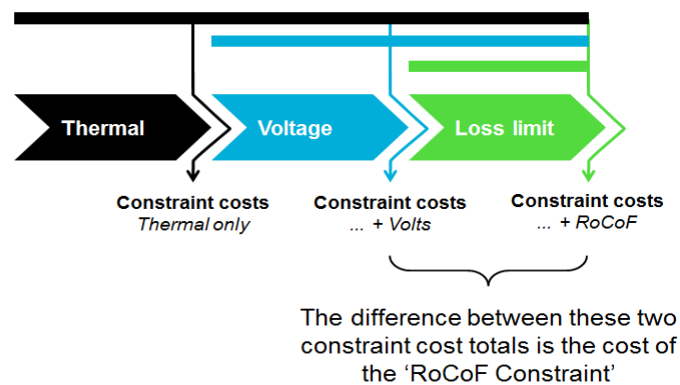 Thermal
Voltage
Loss limit
Constraint costs
Thermal only
Constraint costs
... + Volts
Constraint costs
... + RoCoF
The difference between these two
constraint cost totals is the cost of
the ‘RoCoF Constraint’